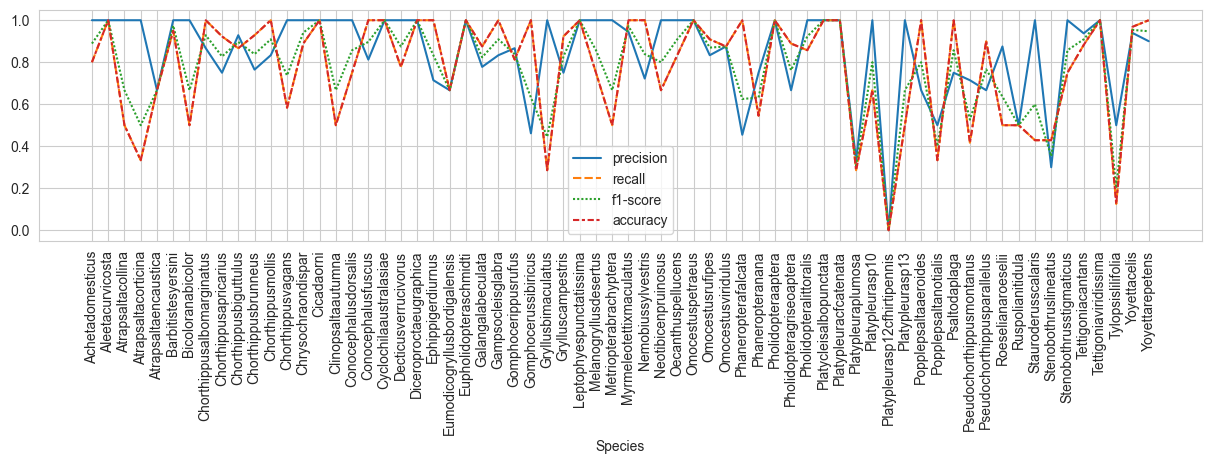 1.0
0.8
0.6
0.4
0.2
0.0
precision
recall
f1-score
accuracy
Achetadomesticus
Aleetacurvicosta
Atrapsaltacollina
Atrapsaltacorticina
Atrapsaltaencaustica
Barbitistesyersini
Bicoloranabicolor
Chorthippusalbomarginatus
Chorthippusapricarius
Chorthippusbiguttulus
Chorthippusbrunneus
Chorthippusmollis
Chorthippusvagans
Chrysochraondispar
Cicadaorni
Clinopsaltaautumna
Conocephalusdorsalis
Conocephalusfuscus
Cyclochilaaustralasiae
Decticusverrucivorus
Diceroproctaeugraphica
Ephippigerdiurnus
Eumodicogryllusbordigalensis
Eupholidopteraschmidti
Galangalabeculata
Gampsocleisglabra
Gomphocerippusrufus
Gomphocerussibiricus
Gryllusbimaculatus
Grylluscampestris
Leptophyespunctatissima
Melanogryllusdesertus
Metriopterabrachyptera
Myrmeleotettixmaculatus
Nemobiussylvestris
Neotibicenpruinosus
Oecanthuspellucens
Omocestuspetraeus
Omocestusrufipes
Omocestusviridulus
Phaneropterafalcata
Phaneropteranana
Pholidopteraaptera
Pholidopteragriseoaptera
Pholidopteralitoralis
Platycleisalbopunctata
Platypleuracfcatenata
Platypleuraplumosa
Platypleurasp10
Platypleurasp12cfhirtipennis
Platypleurasp13
Popplepsaltaaeroides
Popplepsaltanotialis
Psaltodaplaga
Pseudochorthippusmontanus
Pseudochorthippusparallelus
Roeselianaroeselii
Ruspolianitidula
Stauroderusscalaris
Stenobothruslineatus
Stenobothrusstigmaticus
Tettigoniacantans
Tettigoniaviridissima
Tylopsislilifolia
Yoyettacelis
Yoyettarepetens
Species